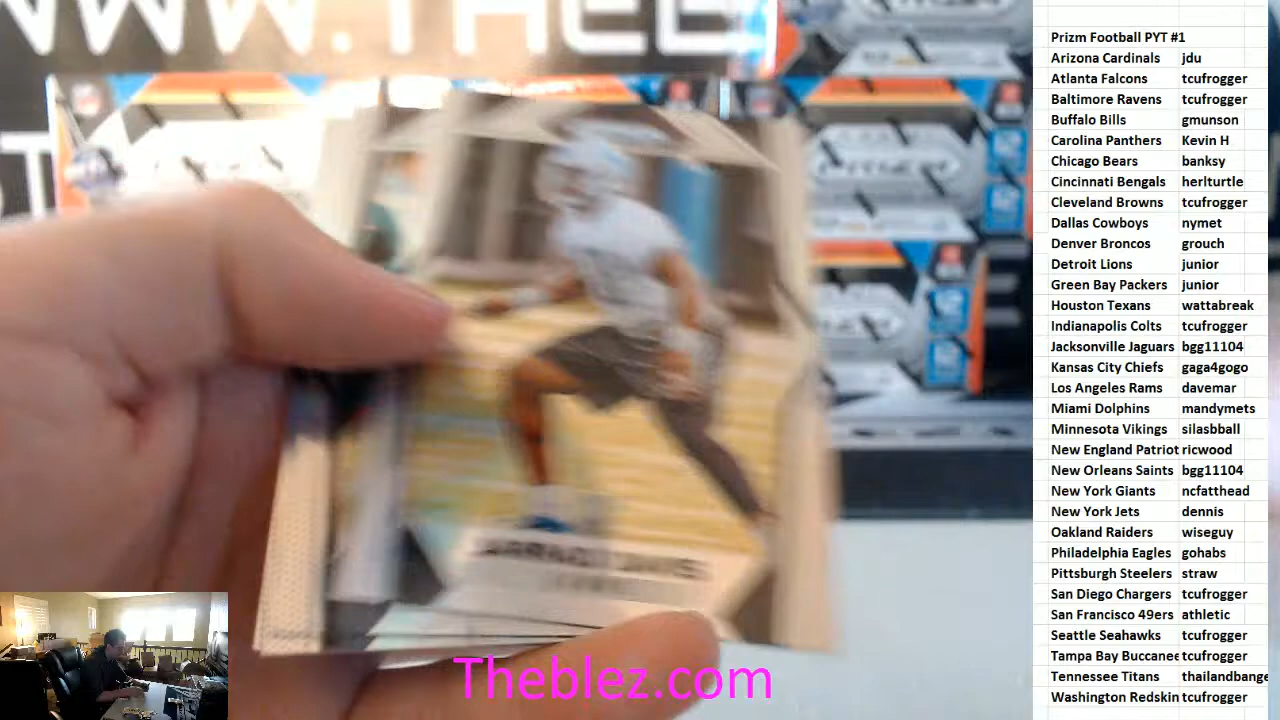 WWW.THEB
PRIZM
Prizm Football PYT #1
Arizona Cardinals jdu
Atlanta Falcons tcufrogger
Baltimore Ravens tcufrogger
Buffalo Bills gmunson
Carolina Panthers Kevin H
Chicago Bears banksy
Cincinnati Bengals herlturtle
Cleveland Browns tcufrogger
Dallas Cowboys nymet
Denver Broncos grouch
Detroit Lions junior
Green Bay Packers junior
Houston Texans wattabreak
Indianapolis Colts tcufrogger
Jacksonville Jaguars bgg11104
Kansas City Chiefs gaga4gogo
Los Angeles Rams davemar
Miami Dolphins mandymets
Minnesota Vikings silasbball
New England Patriot ricwood
New Orleans Saints bgg11104
New York Giants ncfatthead
New York Jets dennis
Oakland Raiders wiseguy
Philadelphia Eagles gohabs
Pittsburgh Steelers straw
San Diego Chargers tcufrogger
San Francisco 49ers athletic
Seattle Seahawks tcufrogger
Tampa Bay Buccanee tcufrogger
Tennessee Titans thailandbange
Washington Redskin tcufrogger
Theblez.com